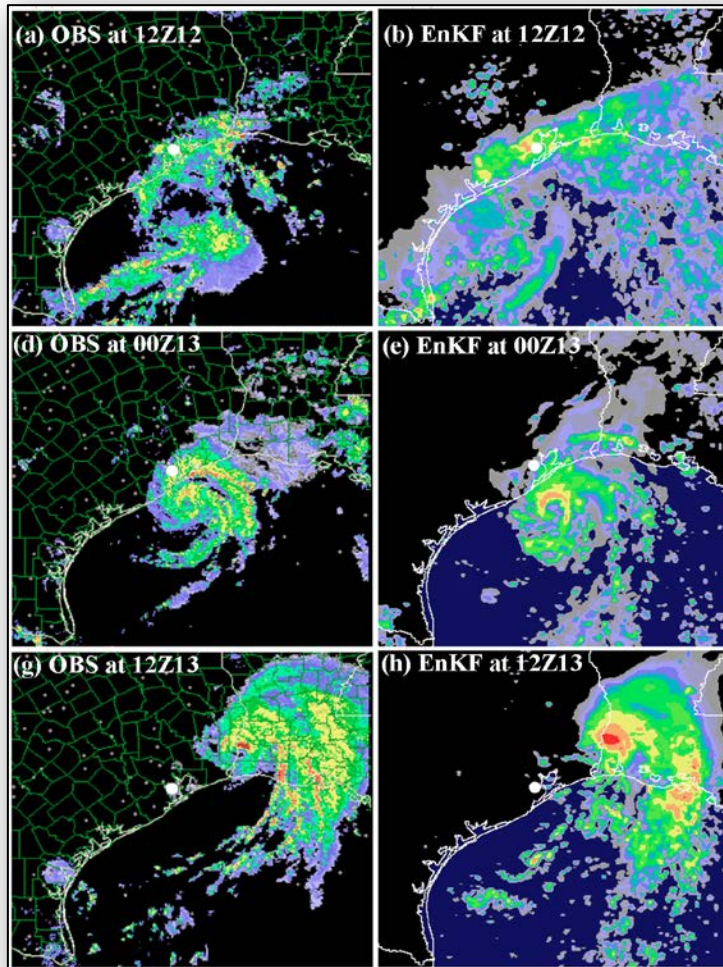 (a) OBS at 12Z12
(b) EnKF at 12Z12
(d) OBS at 00Z13
(e) EnKF at 00Z13
(g) OBS at 12Z13
(h) EnKF at 12Z13